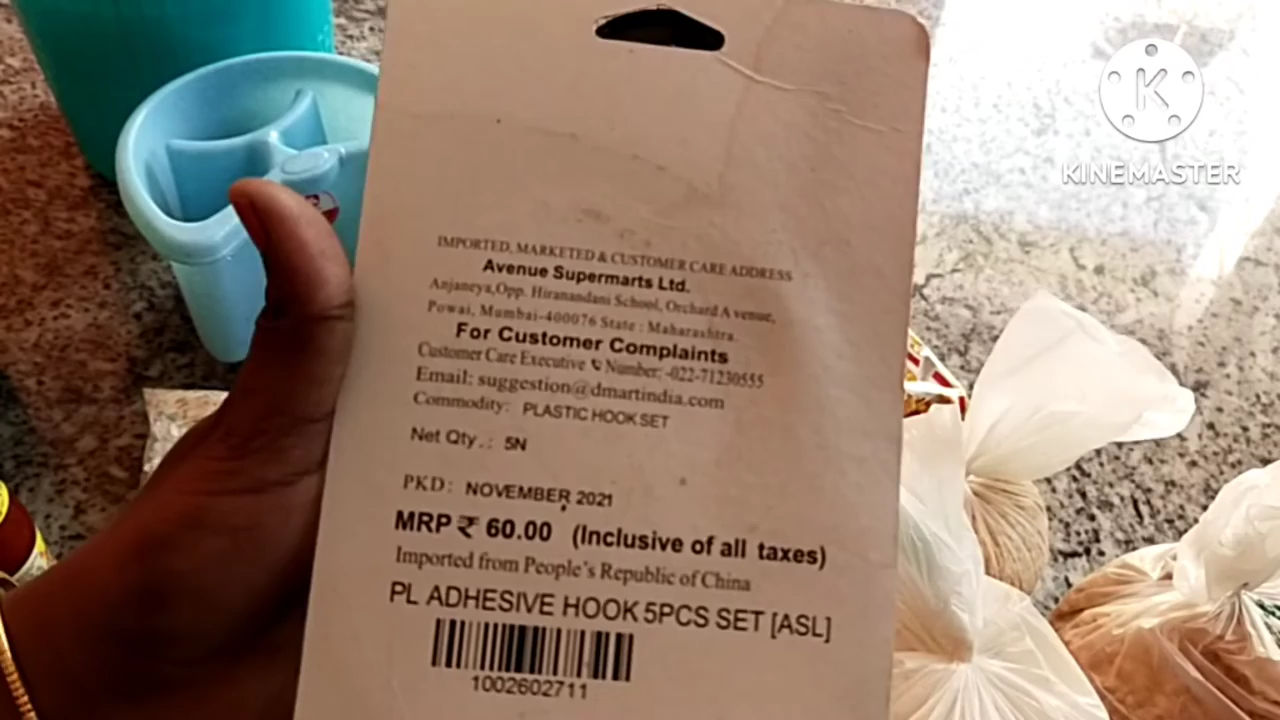 K
KINEMASTER
IMPORTED, MARKETED & CUSTOMER CARE ADDRESS
Avenue Supermarts Ltd.
Anjaneya,Opp. Hiranandani School, Orchard Avenue,
Powai, Mumbai-400076 State : Maharashtra.
For Customer Complaints
Customer Care Executive Number: -022-71230555
Email: suggestion@dmartindia.com
Commodity: PLASTIC HOOK SET
Net Qty.: 5N
PKD: NOVEMBER 2021
MRP ₹ 60.00 (Inclusive of all taxes)
Imported from People's Republic of China
PL ADHESIVE HOOK 5PCS SET [ASL]
1002602711